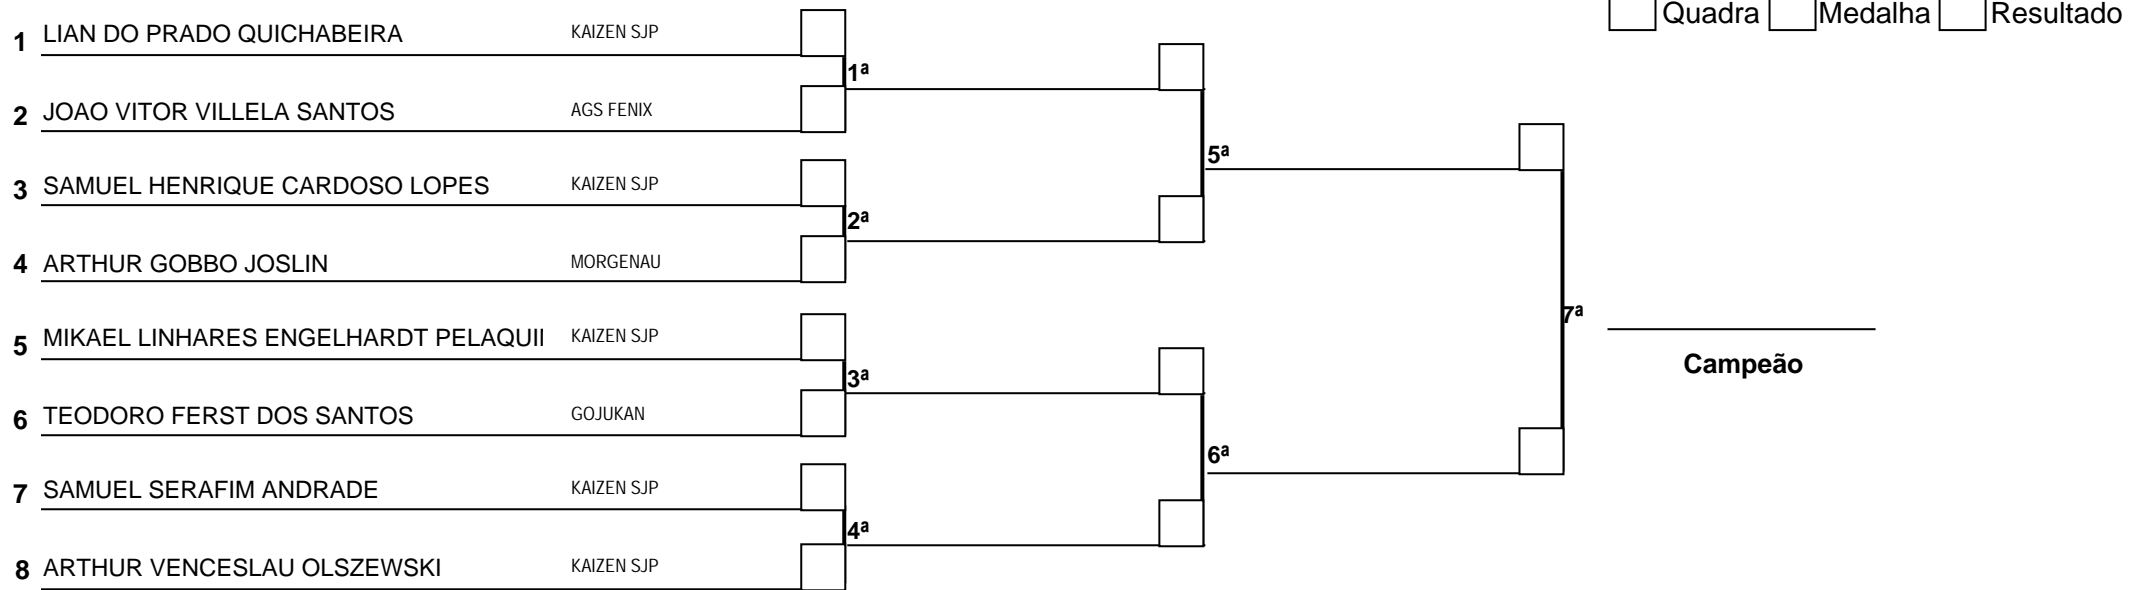 Quadra Medalha Resultado
1 LIAN DO PRADO QUICHABEIRA KAIZEN SJP
1ª
2 JOAO VITOR VILLELA SANTOS AGS FENIX
5ª
3 SAMUEL HENRIQUE CARDOSO LOPES KAIZEN SJP
2ª
4 ARTHUR GOBBO JOSLIN MORGENAU
7ª
5 MIKAEL LINHARES ENGELHARDT PELAQUII KAIZEN SJP
Campeão
3ª
6 TEODORO FERST DOS SANTOS GOJUKAN
6ª
7 SAMUEL SERAFIM ANDRADE KAIZEN SJP
4ª
8 ARTHUR VENCESLAU OLSZEWSKI KAIZEN SJP